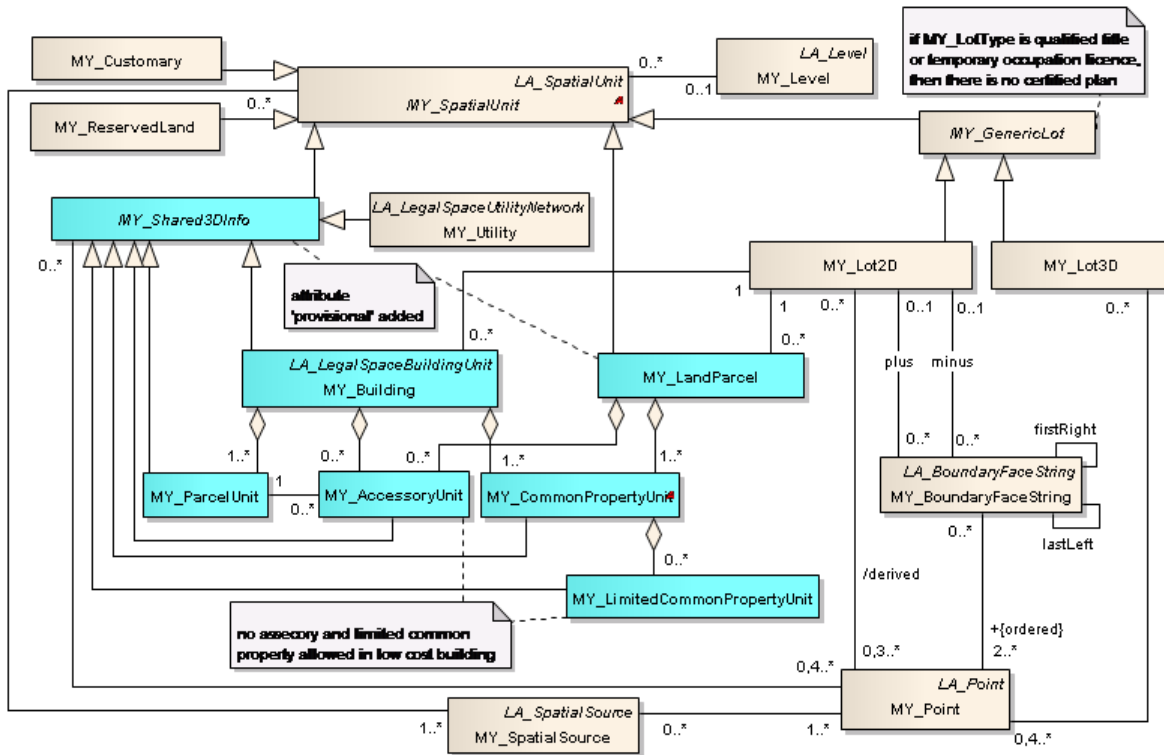 MY_Customary
MY_ReservedLand
0..*
LA_SpatialUnit
MY_SpatialUnit
0..*
0..1
LA_Level
MY_Level
if MY_LotType is qualified title
or temporary occupation licence,
then there is no certified plan
MY_GenericLot
MY_Shared3DInfo
0..*
LA_LegalSpaceUtilityNetwork
MY_Utility
attribute
'provisional' added
MY_Lot2D
MY_Lot3D
1
1
0..*
0..1
0..1
0..*
0..*
0..*
plus
minus
LA_LegalSpaceBuildingUnit
MY_Building
MY_LandParcel
1..*
0..*
0..*
1..*
1..*
0..*
0..*
firstRight
MY_ParcelUnit
1
0..*
MY_AccessoryUnit
MY_CommonPropertyUnit
LA_BoundaryFaceString
MY_BoundaryFaceString
0..*
lastLeft
0..*
MY_LimitedCommonPropertyUnit
/derived
no assecory and limited common
property allowed in low cost building
+{ordered}
0,3..*
2..*
0,4..*
LA_Point
MY_Point
1..*
LA_SpatialSource
MY_SpatialSource
0..*
1..*
0,4..*